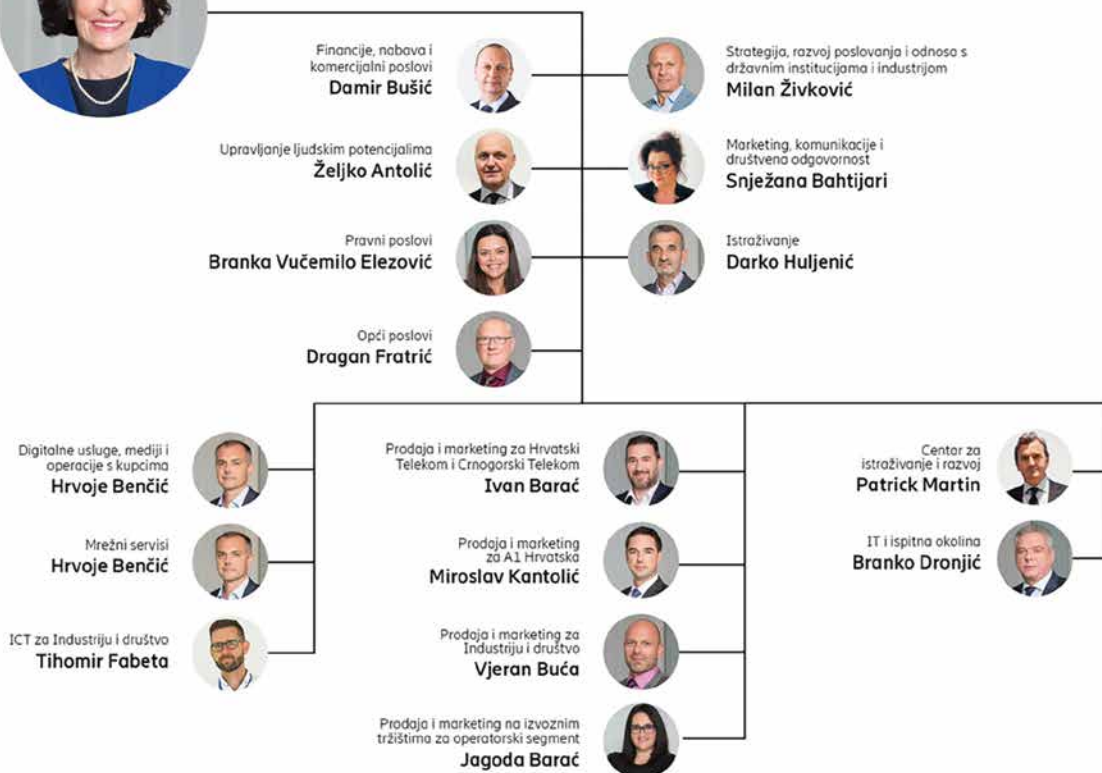 Financije, nabava i
komercijalni poslovi
Damir Bušić
Strategija, razvoj poslovanja i odnosa s
državnim institucijama i industrijom
Milan Živković
Upravljanje ljudskim potencijalima
Željko Antolić
Marketing, komunikacije i
društvena odgovornost
Snježana Bahtijari
Pravni poslovi
Branka Vučemilo Elezović
Istraživanje
Darko Huljenić
Opći poslovi
Dragan Fratrić
Digitalne usluge, mediji i
operacije s kupcima
Hrvoje Benčić
Mrežni servisi
Hrvoje Benčić
ICT za Industriju i društvo
Tihomir Fabeta
Prodaja i marketing za Hrvatski
Telekom i Crnogorski Telekom
Ivan Barać
Prodaja i marketing
za A1 Hrvatska
Miroslav Kantolić
Prodaja i marketing za
Industriju i društvo
Vjeran Buća
Prodaja i marketing na izvoznim
tržištima za operatorski segment
Jagoda Barać
Centar za
istraživanje i razvoj
Patrick Martin
IT i ispitna okolina
Branko Dronjić